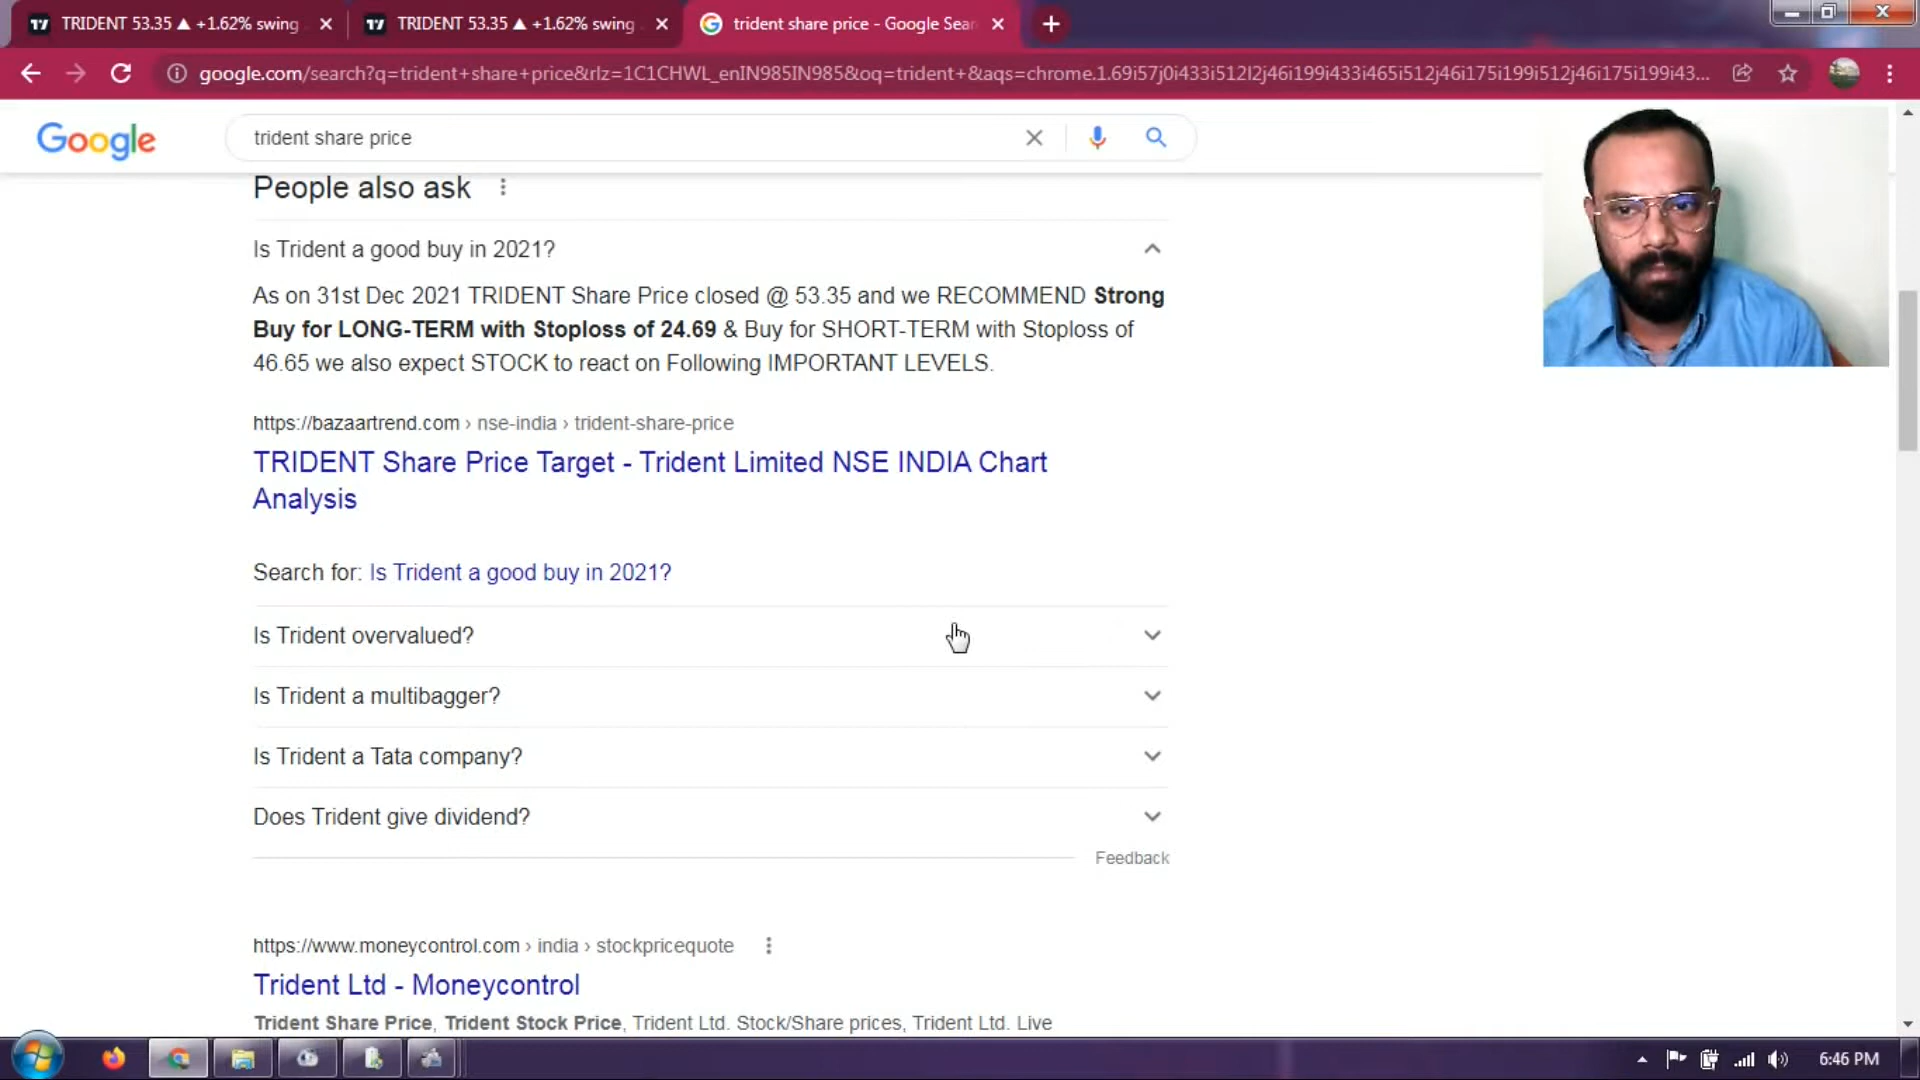 TRIDENT 53.35 ▲ +1.62% swing
TRIDENT 53.35 ▲ +1.62% swing
trident share price - Google Sear
google.com/search?q=trident+share+price&rlz=1C1CHWL_enIN985IN985&oq=trident+&aqs=chrome.1.69i57j0i433i512l2j46i199i433i465i512j46i175i199i512j46i175i199i43...
Google
trident share price
People also ask
Is Trident a good buy in 2021?
As on 31st Dec 2021 TRIDENT Share Price closed @ 53.35 and we RECOMMEND Strong
Buy for LONG-TERM with Stoploss of 24.69 & Buy for SHORT-TERM with Stoploss of
46.65 we also expect STOCK to react on Following IMPORTANT LEVELS.
https://bazaartrend.com › nse-india › trident-share-price
TRIDENT Share Price Target - Trident Limited NSE INDIA Chart
Analysis
Search for: Is Trident a good buy in 2021?
Is Trident overvalued?
Is Trident a multibagger?
Is Trident a Tata company?
Does Trident give dividend?
Feedback
https://www.moneycontrol.com › india › stockpricequote
Trident Ltd - Moneycontrol
Trident Share Price, Trident Stock Price, Trident Ltd. Stock/Share prices, Trident Ltd. Live
6:46 PM